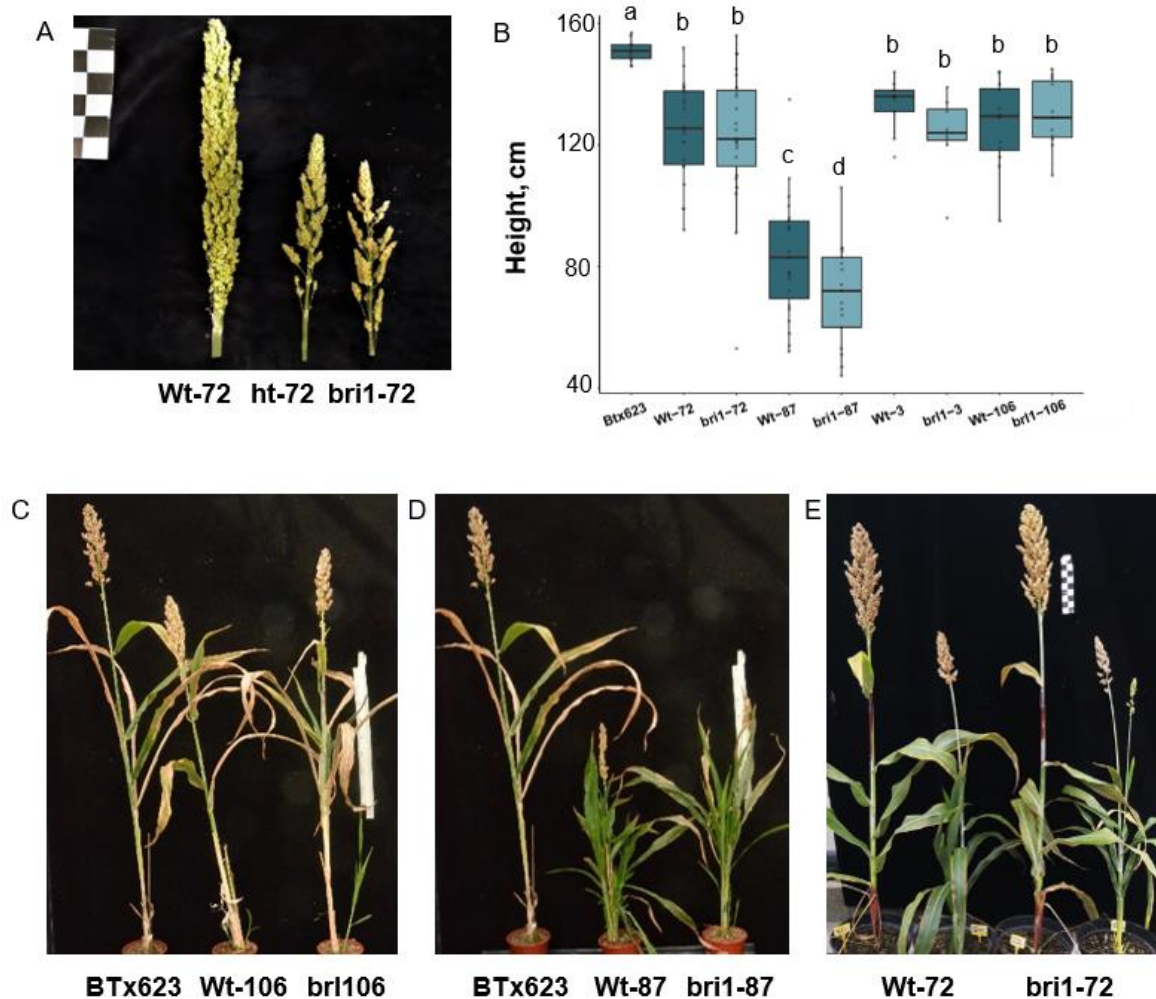 A
Wt-72 ht-72 bri1-72
B
Height, cm
160
120
80
40
a b b c d b b b b
Btx623 Wt−72 bri1−72 Wt−87 bri1−87 Wt−3 bri1−3 Wt−106 bri1−106
C
BTx623 Wt-106 brl106
D
BTx623 Wt-87 bri1-87
E
Wt-72 bri1-72